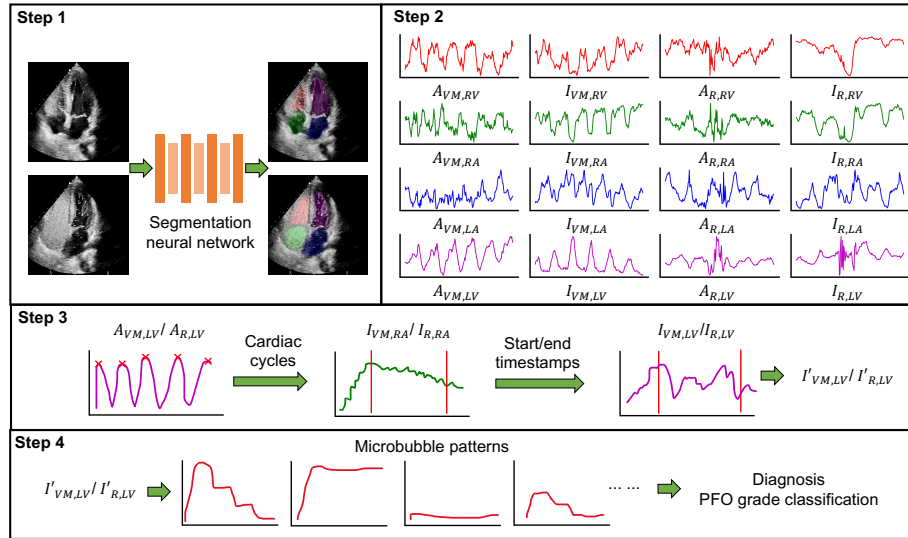 Step 1
Segmentation
neural network
Step 2
A_{VM,RV} I_{VM,RV} A_{R,RV} I_{R,RV}
A_{VM,RA} I_{VM,RA} A_{R,RA} I_{R,RA}
A_{VM,LA} I_{VM,LA} A_{R,LA} I_{R,LA}
A_{VM,LV} I_{VM,LV} A_{R,LV} I_{R,LV}
Step 3
A_{VM,LV}/ A_{R,LV}
Cardiac
cycles
I_{VM,RA}/ I_{R,RA}
Start/end
timestamps
I_{VM,LV}/I_{R,LV}
I'_{VM,LV}/ I'_{R,LV}
Step 4
Microbubble patterns
I'_{VM,LV}/ I'_{R,LV}
... ...
Diagnosis
PFO grade classification